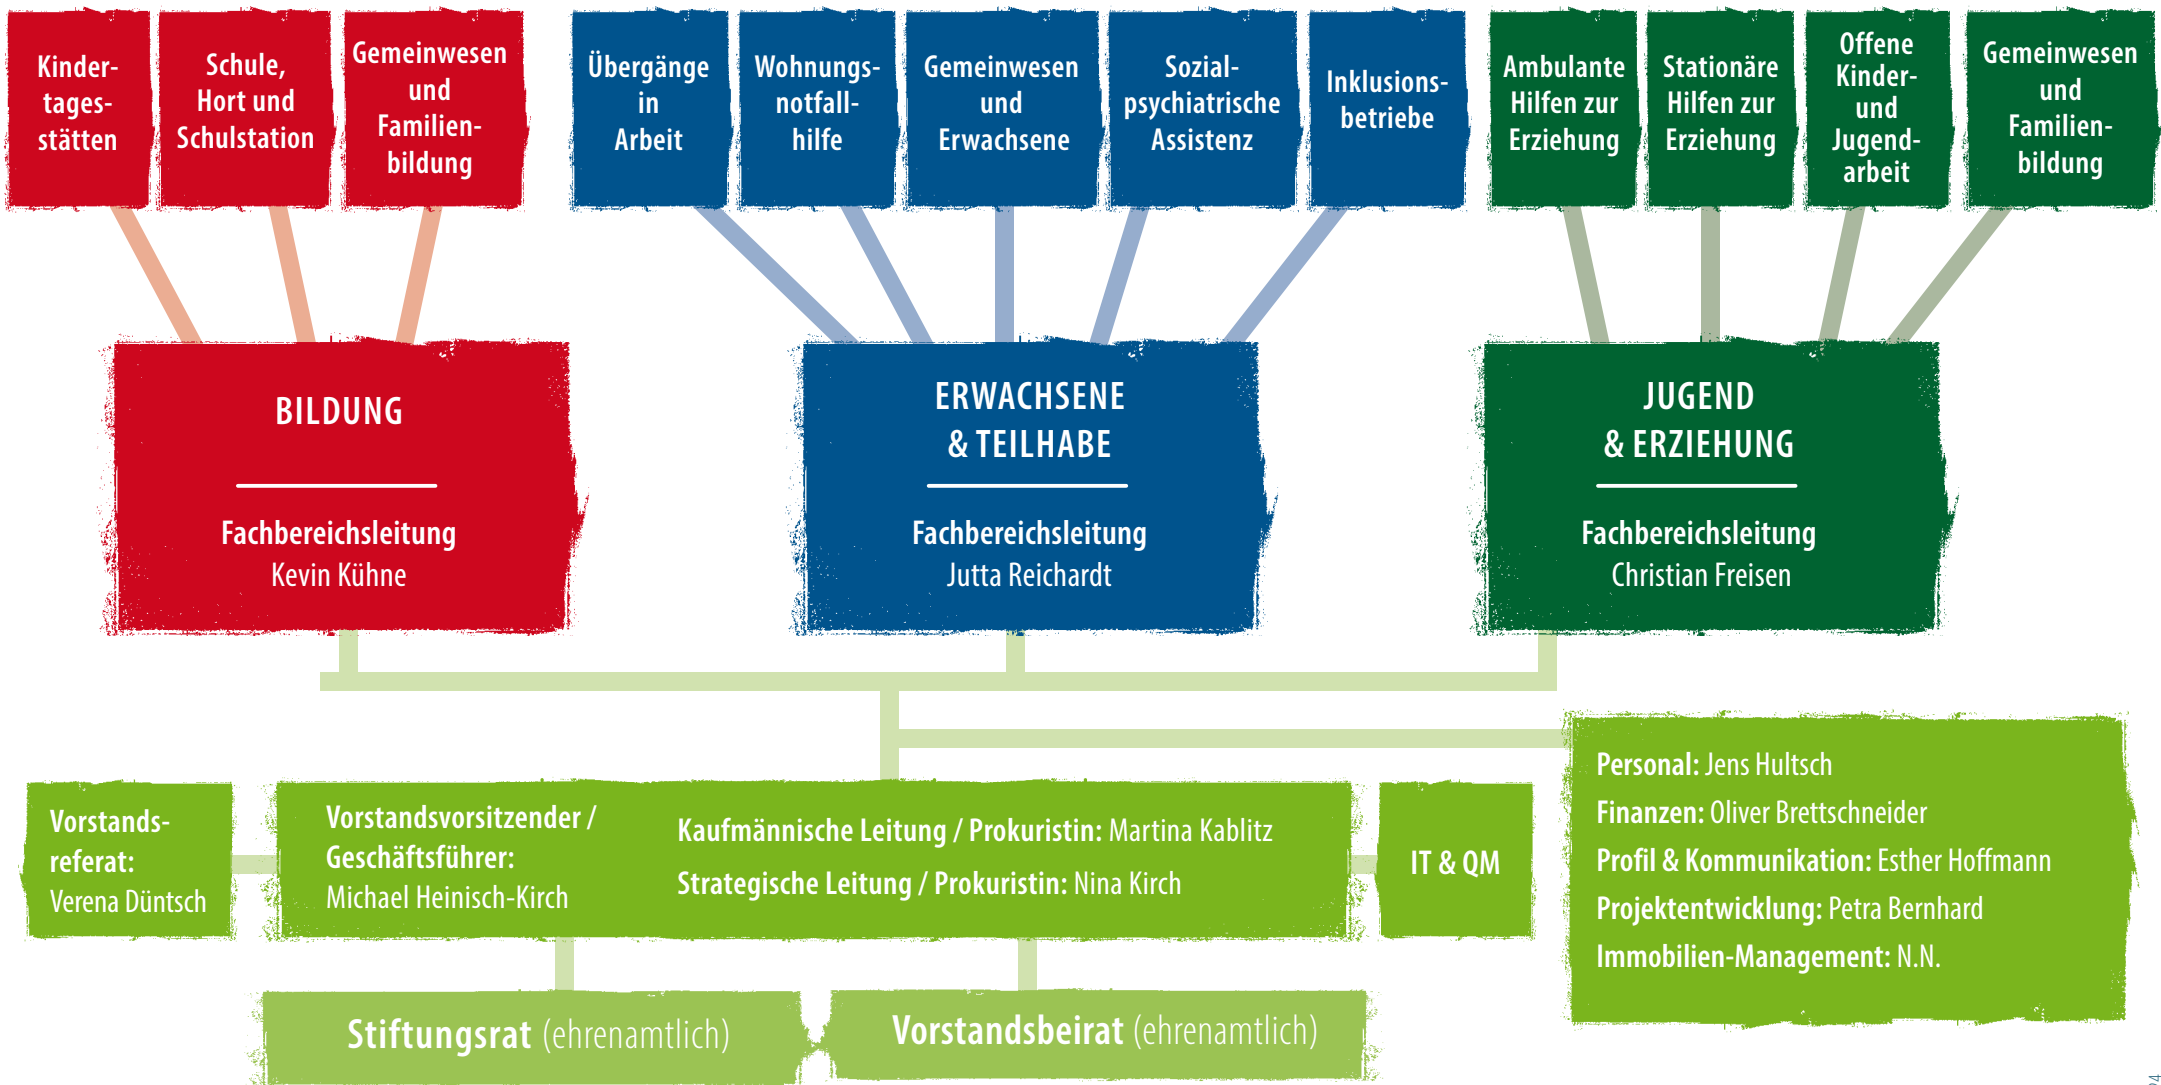 Kinder-
tages-
stätten
Schule,
Hort und
Schulstation
Gemeinwesen
und
Familien-
bildung
Übergänge
in
Arbeit
Wohnungs-
notfall-
hilfe
Gemeinwesen
und
Erwachsene
Sozial-
psychiatrische
Assistenz
Inklusions-
betriebe
Ambulante
Hilfen zur
Erziehung
Stationäre
Hilfen zur
Erziehung
Offene
Kinder-
und
Jugend-
arbeit
Gemeinwesen
und
Familien-
bildung
BILDUNG
Fachbereichsleitung
Kevin Kühne
ERWACHSENE
& TEILHABE
Fachbereichsleitung
Jutta Reichardt
JUGEND
& ERZIEHUNG
Fachbereichsleitung
Christian Freisen
Vorstands-
referat:
Verena Düntsch
Vorstandsvorsitzender /
Geschäftsführer:
Michael Heinisch-Kirch
Kaufmännische Leitung / Prokuristin: Martina Kablitz
Strategische Leitung / Prokuristin: Nina Kirch
IT & QM
Personal: Jens Hultsch
Finanzen: Oliver Brettschneider
Profil & Kommunikation: Esther Hoffmann
Projektentwicklung: Petra Bernhard
Immobilien-Management: N.N.
Stiftungsrat (ehrenamtlich)
Vorstandsbeirat (ehrenamtlich)